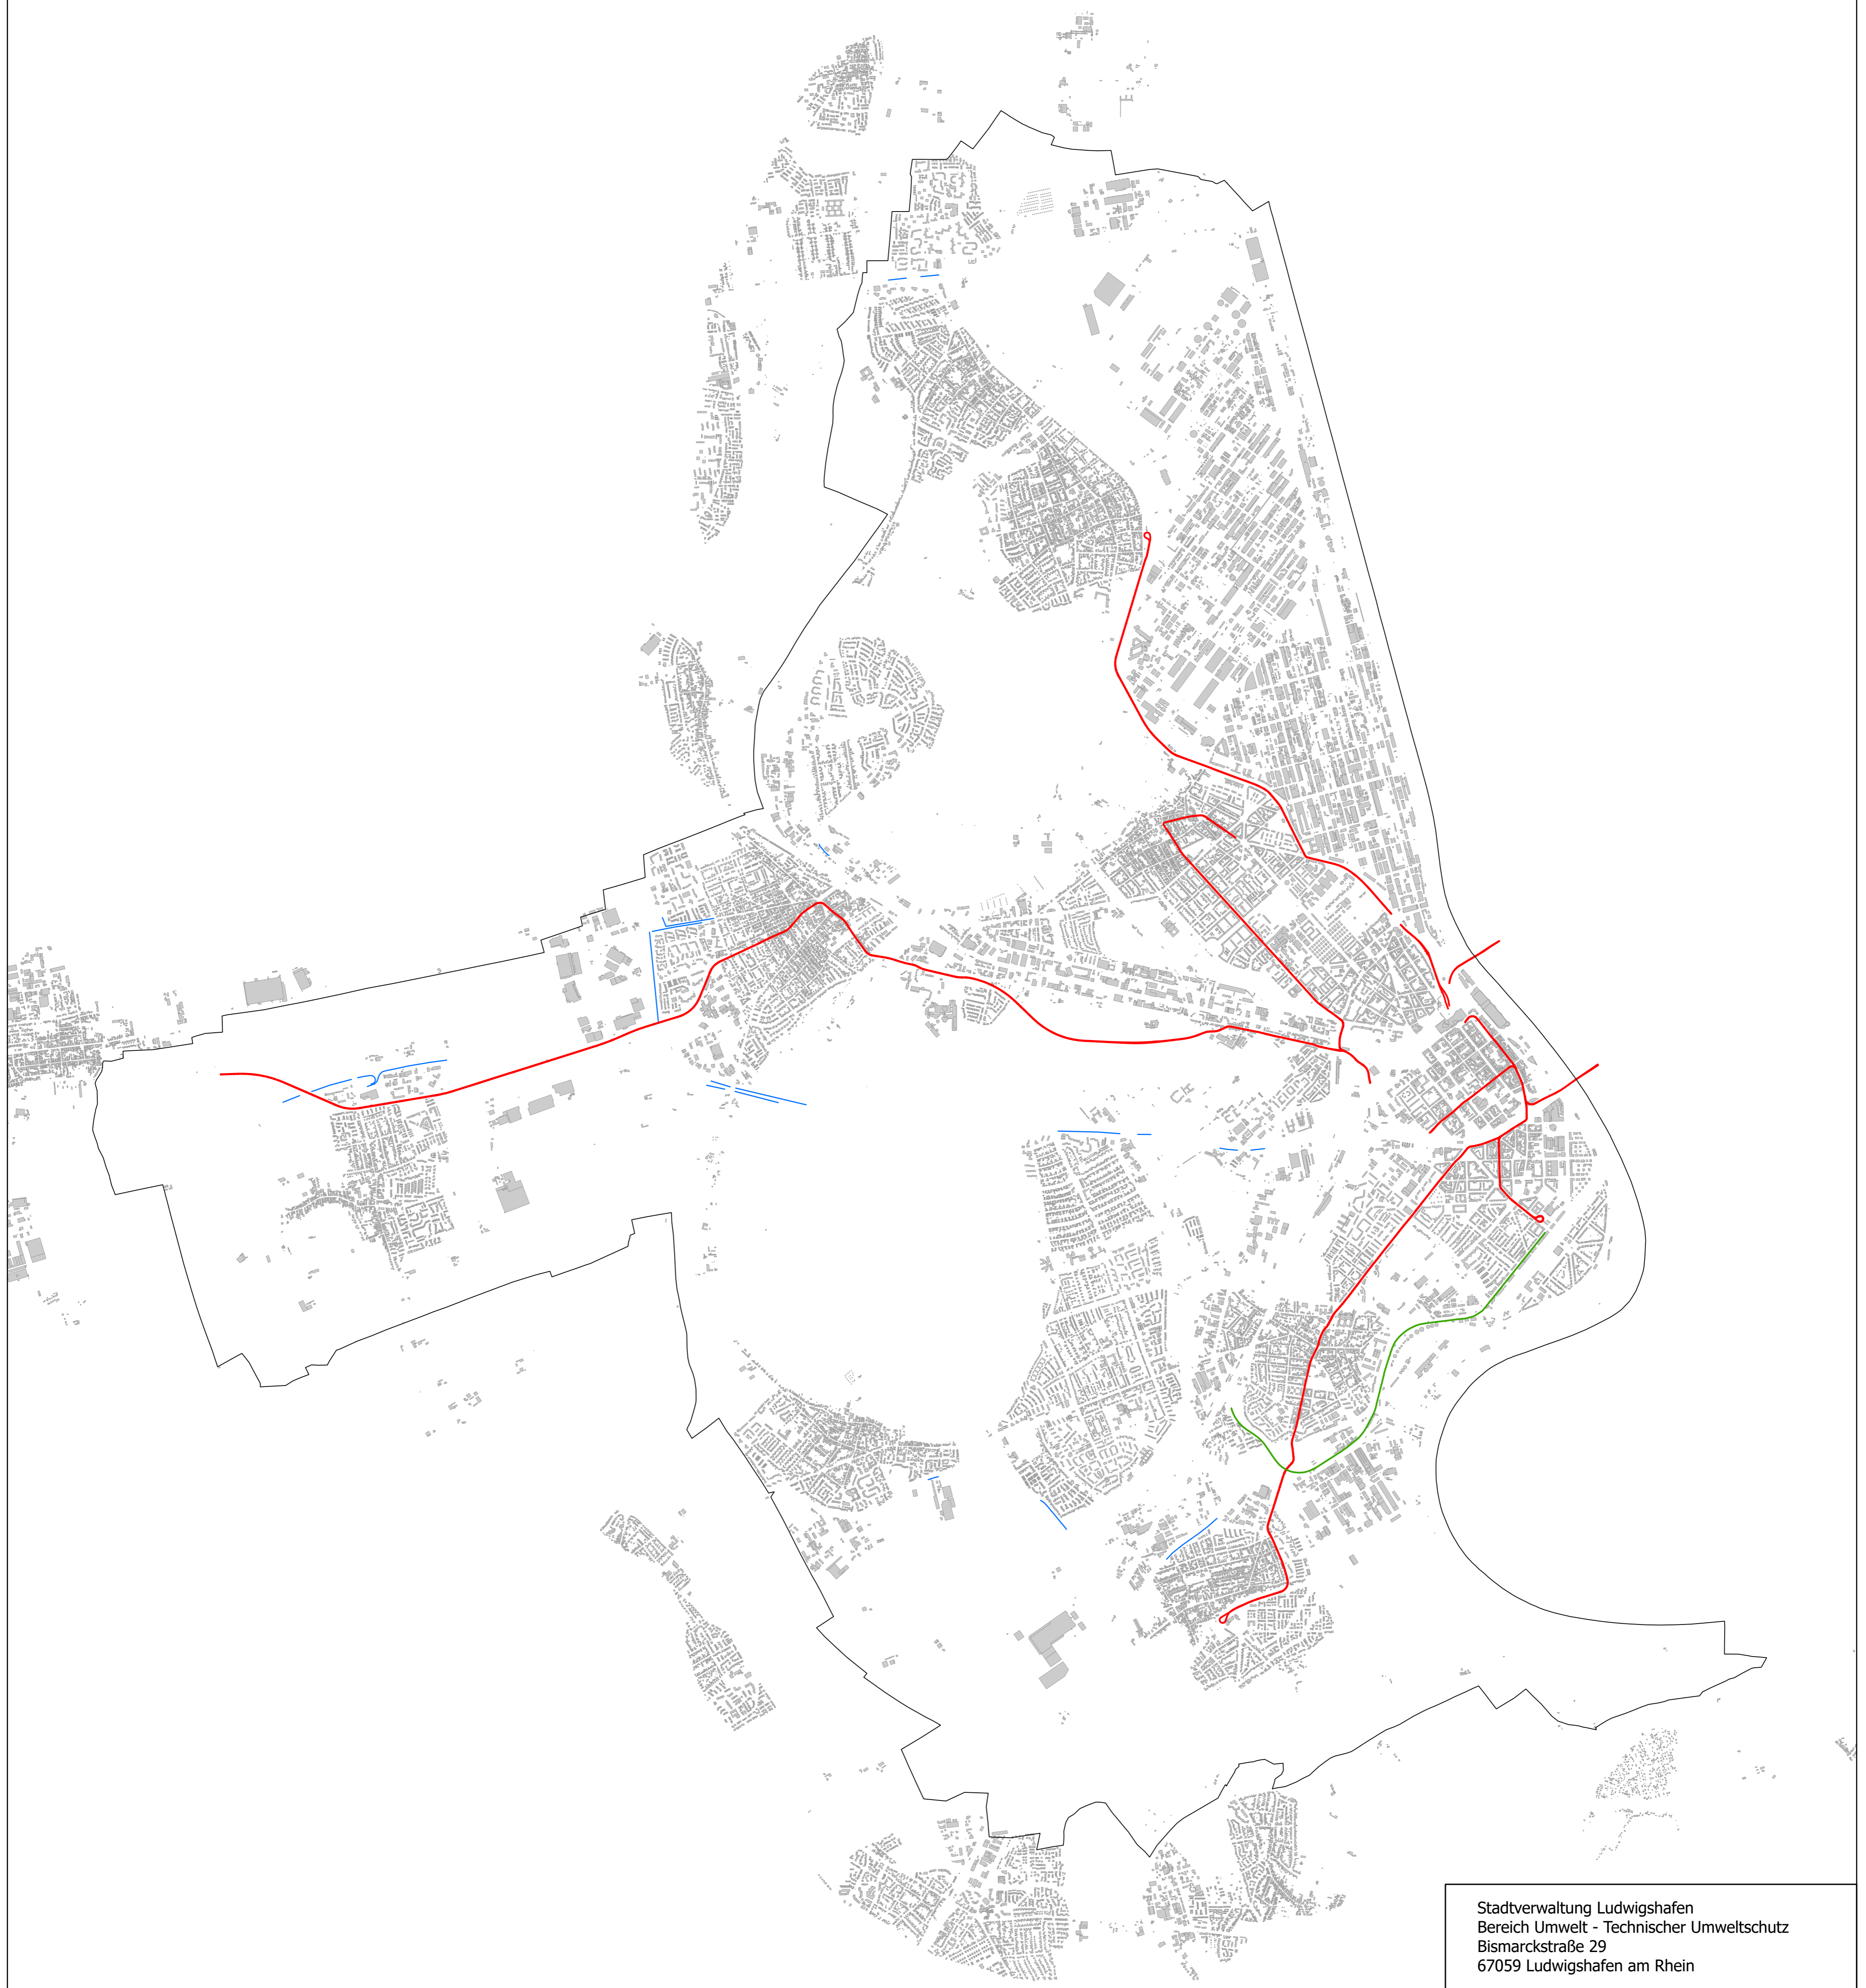 Stadtverwaltung Ludwigshafen
Bereich Umwelt - Technischer Umweltschutz
Bismarckstraße 29
67059 Ludwigshafen am Rhein